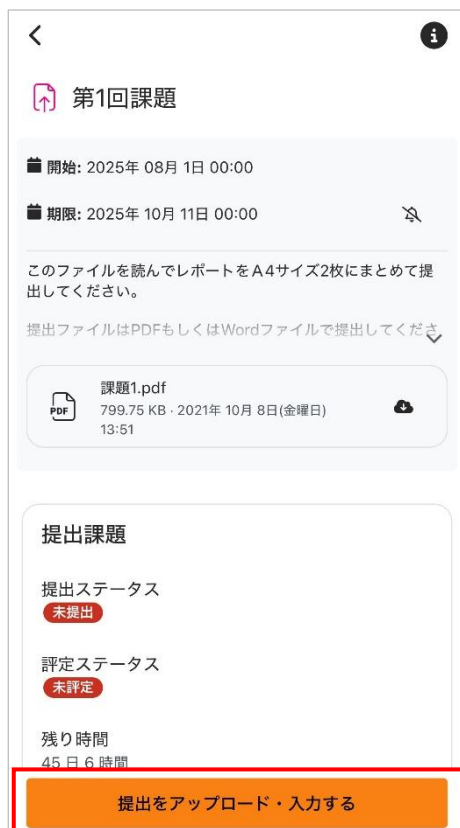 第1回課題
開始: 2025年 08月 1日 00:00
期限: 2025年 10月 11日 00:00
このファイルを読んでレポートをA4サイズ2枚にまとめて提
出してください。
提出ファイルはPDFもしくはWordファイルで提出してくださ
課題1.pdf
PDF
799.75 KB · 2021年 10月 8日(金曜日)
13:51
提出課題
提出ステータス
未提出
評定ステータス
未評定
残り時間
45 日 6 時間
提出をアップロード・入力する